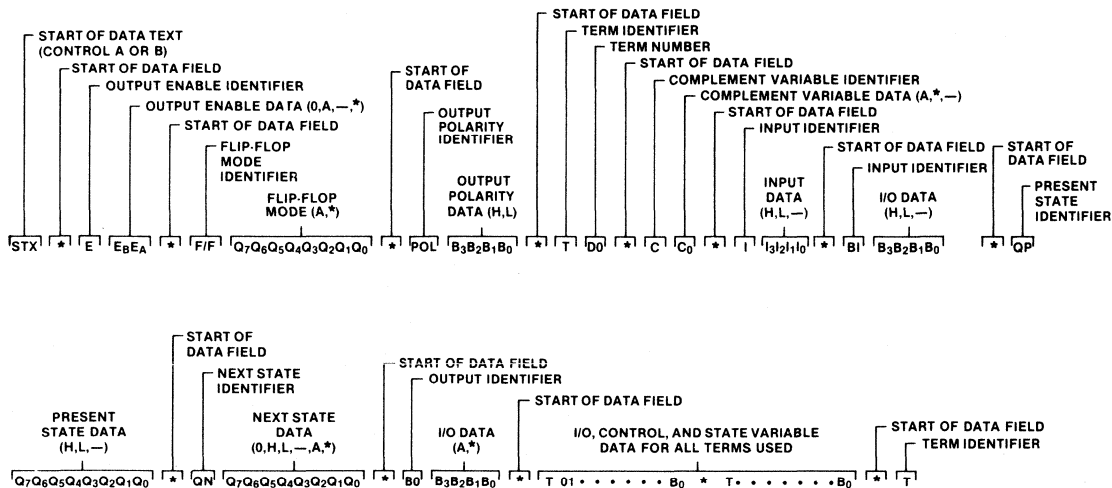 START OF DATA TEXT
(CONTROL A OR B)
START OF DATA FIELD
OUTPUT ENABLE IDENTIFIER
OUTPUT ENABLE DATA (0,A,—,*)
START OF DATA FIELD
FLIP-FLOP
MODE
IDENTIFIER
FLIP-FLOP
MODE (A,*)
START OF
DATA FIELD
OUTPUT
POLARITY
IDENTIFIER
OUTPUT
POLARITY
DATA (H,L)
START OF DATA FIELD
TERM IDENTIFIER
TERM NUMBER
START OF DATA FIELD
COMPLEMENT VARIABLE IDENTIFIER
COMPLEMENT VARIABLE DATA (A,*,—)
START OF DATA FIELD
INPUT IDENTIFIER
INPUT
DATA
(H,L,—)
START OF DATA FIELD
INPUT IDENTIFIER
I/O DATA
(H,L,—)
START OF
DATA FIELD
PRESENT
STATE
IDENTIFIER
STX * E EBEA * F/F Q7Q6Q5Q4Q3Q2Q1Q0 * POL B3B2B1B0 * T D0 * C C0 * I I3I2I1I0 * BI B3B2B1B0 * QP
START OF
DATA FIELD
NEXT STATE
IDENTIFIER
PRESENT
STATE DATA
(H,L,—)
NEXT STATE
DATA
(0,H,L,—,A,*)
START OF DATA FIELD
OUTPUT IDENTIFIER
I/O DATA
(A,*)
START OF DATA FIELD
I/O, CONTROL, AND STATE VARIABLE
DATA FOR ALL TERMS USED
START OF DATA FIELD
TERM IDENTIFIER
Q7Q6Q5Q4Q3Q2Q1Q0 * QN Q7Q6Q5Q4Q3Q2Q1Q0 * BO B3B2B1B0 * T 01 • • • • • • B0 * T • • • • • • • B0 * T